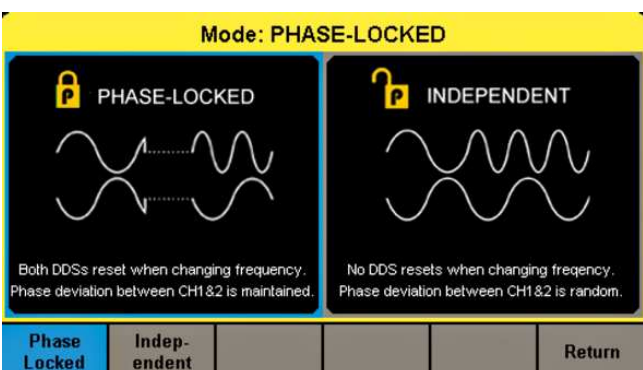 Mode: PHASE-LOCKED
P PHASE-LOCKED
Both DDSs reset when changing frequency.
Phase deviation between CH1&2 is maintained.
P INDEPENDENT
No DDS resets when changing freqency.
Phase deviation between CH1&2 is random.
Phase
Locked
Indep-
endent
Return